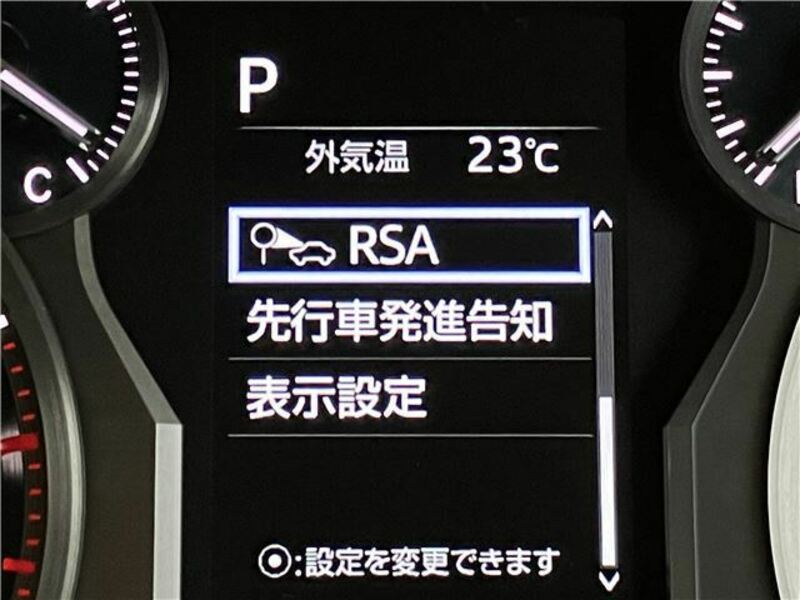 P
外気温 23℃
C
RSA
先行車発進告知
表示設定
⦿:設定を変更できます